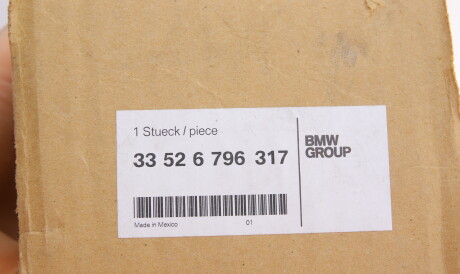 1 Stueck / piece
33 52 6 796 317
BMW
GROUP
Made in Mexico
01